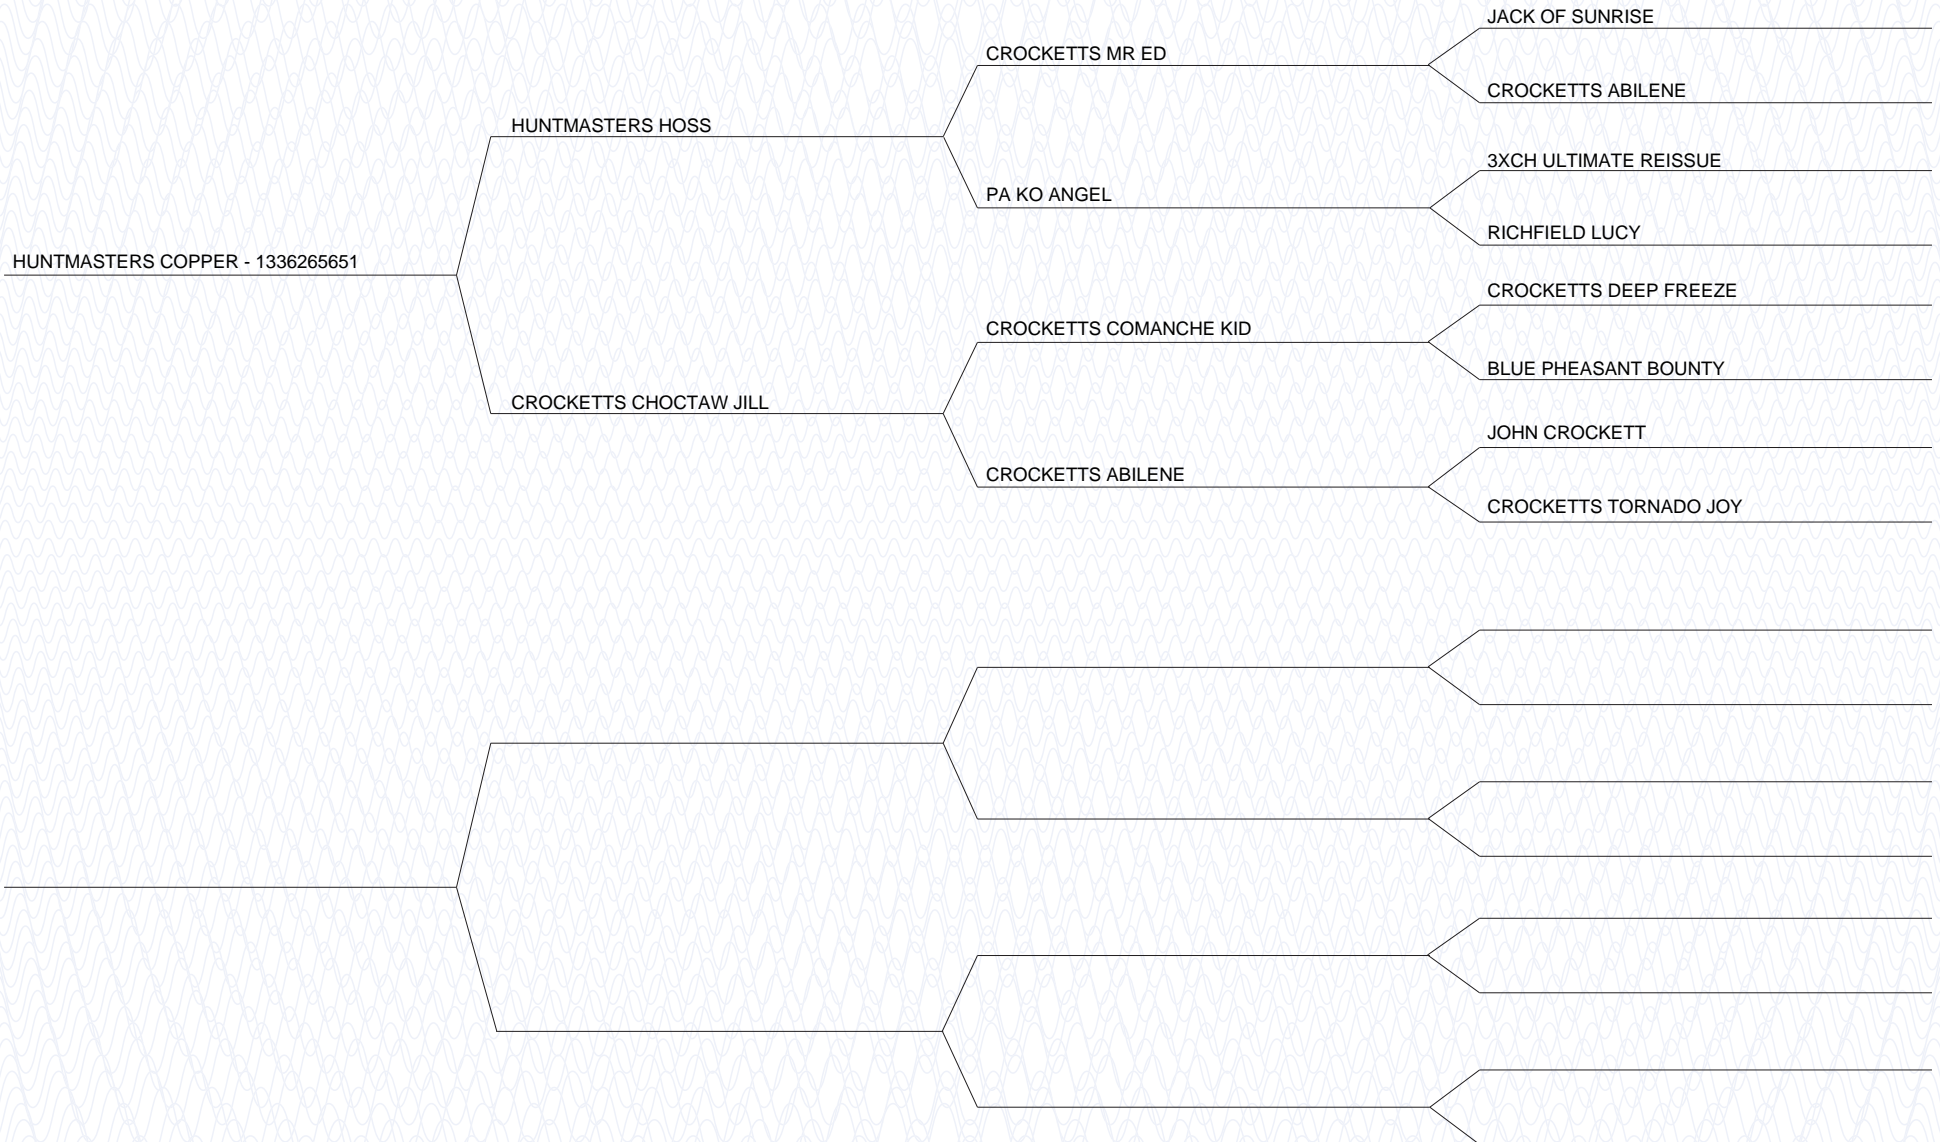 JACK OF SUNRISE
CROCKETTS MR ED
CROCKETTS ABILENE
HUNTMASTERS HOSS
3XCH ULTIMATE REISSUE
PA KO ANGEL
RICHFIELD LUCY
HUNTMASTERS COPPER - 1336265651
CROCKETTS DEEP FREEZE
CROCKETTS COMANCHE KID
BLUE PHEASANT BOUNTY
CROCKETTS CHOCTAW JILL
JOHN CROCKETT
CROCKETTS ABILENE
CROCKETTS TORNADO JOY